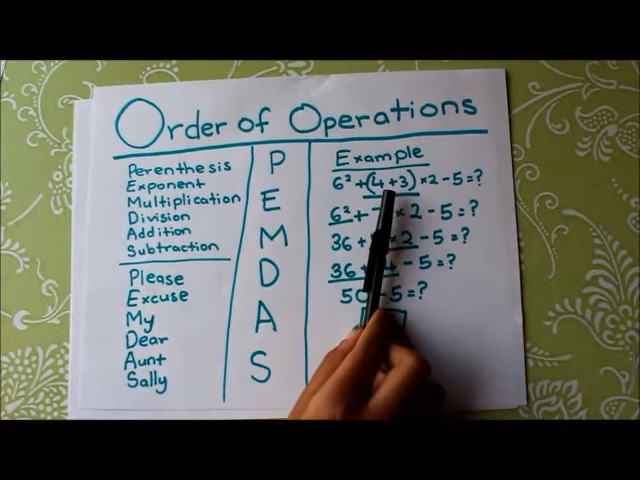 Order of Operations
Perenthesis
Exponent
Multiplication
Division
Addition
Subtraction
Please
Excuse
My
Dear
Aunt
Sally
P
E
M
D
A
S
Example
6² + (4 + 3) × 2 - 5 = ?
6² + × 2 - 5 = ?
36 + × 2 - 5 = ?
36 + - 5 = ?
50 - 5 = ?